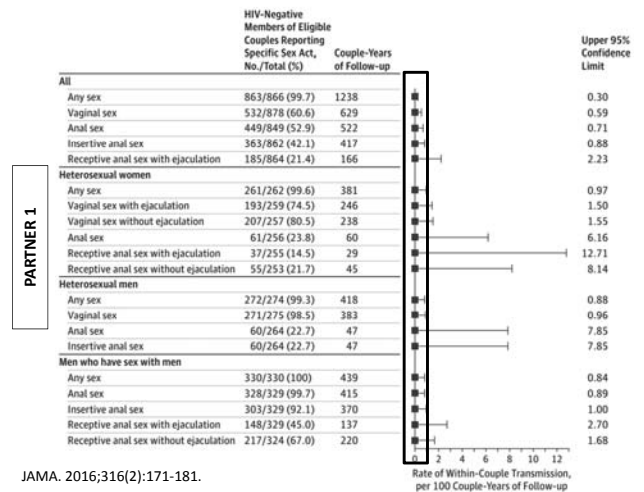 HIV-Negative
Members of Eligible
Couples Reporting
Specific Sex Act,
No./Total (%)
Couple-Years
of Follow-up
Upper 95%
Confidence
Limit
All
Any sex 863/866 (99.7) 1238 0.30
Vaginal sex 532/878 (60.6) 629 0.59
Anal sex 449/849 (52.9) 522 0.71
Insertive anal sex 363/862 (42.1) 417 0.88
Receptive anal sex with ejaculation 185/864 (21.4) 166 2.23
Heterosexual women
Any sex 261/262 (99.6) 381 0.97
Vaginal sex with ejaculation 193/259 (74.5) 246 1.50
Vaginal sex without ejaculation 207/257 (80.5) 238 1.55
Anal sex 61/256 (23.8) 60 6.16
Receptive anal sex with ejaculation 37/255 (14.5) 29 12.71
Receptive anal sex without ejaculation 55/253 (21.7) 45 8.14
Heterosexual men
Any sex 272/274 (99.3) 418 0.88
Vaginal sex 271/275 (98.5) 383 0.96
Anal sex 60/264 (22.7) 47 7.85
Insertive anal sex 60/264 (22.7) 47 7.85
Men who have sex with men
Any sex 330/330 (100) 439 0.84
Anal sex 328/329 (99.7) 415 0.89
Insertive anal sex 303/329 (92.1) 370 1.00
Receptive anal sex with ejaculation 148/329 (45.0) 137 2.70
Receptive anal sex without ejaculation 217/324 (67.0) 220 1.68
PARTNER 1
0 2 4 6 8 10 12
Rate of Within-Couple Transmission,
per 100 Couple-Years of Follow-up
JAMA. 2016;316(2):171-181.